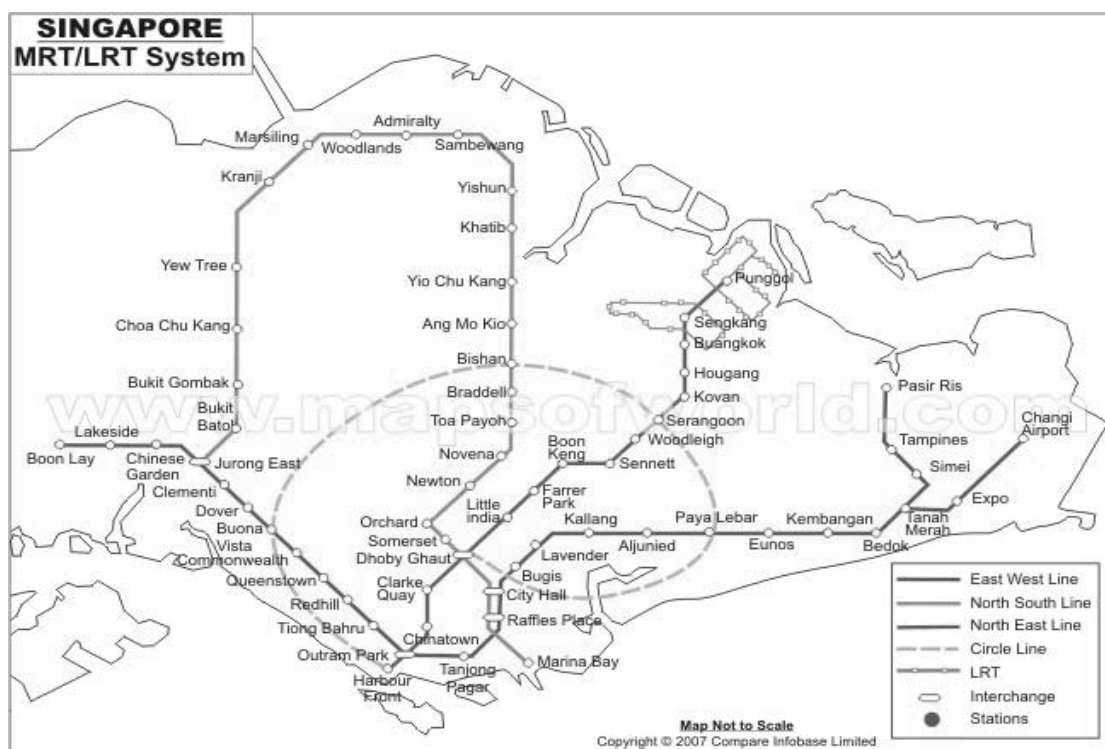 SINGAPORE
MRT/LRT System
Admiralty
Marsiling
Woodlands
Sambewang
Kranji
Yishun
Khatib
Yew Tree
Yio Chu Kang
Punggol
Choa Chu Kang
Ang Mo Kio
Sengkang
Buangkok
Bishan
Bukit Gombak
Braddell
Hougang
Pasir Ris
www.mapsofworld.com
Kovan
Bukit
Batol
Toa Payoh
Serangoon
Changi
Airport
Lakeside
Woodleigh
Boon Lay
Chinese
Garden
Jurong East
Novena
Boon
Keng
Sennett
Tampines
Simei
Clementi
Newton
Farrer
Park
Expo
Dover
Little
india
Orchard
Kallang
Paya Lebar
Kembangan
Tanah
Merah
Buona
Vista
Somerset
Dhoby Ghaut
Lavender
Aljunied
Eunos
Bedok
Commonwealth
Queenstown
Clarke
Quay
Bugis
City Hall
Redhill
Raffles Place
Tiong Bahru
Chinatown
Outram Park
Tanjong
Pagar
Marina Bay
Harbour
Front
East West Line
North South Line
North East Line
Circle Line
LRT
Interchange
Stations
Map Not to Scale
Copyright © 2007 Compare Infobase Limited